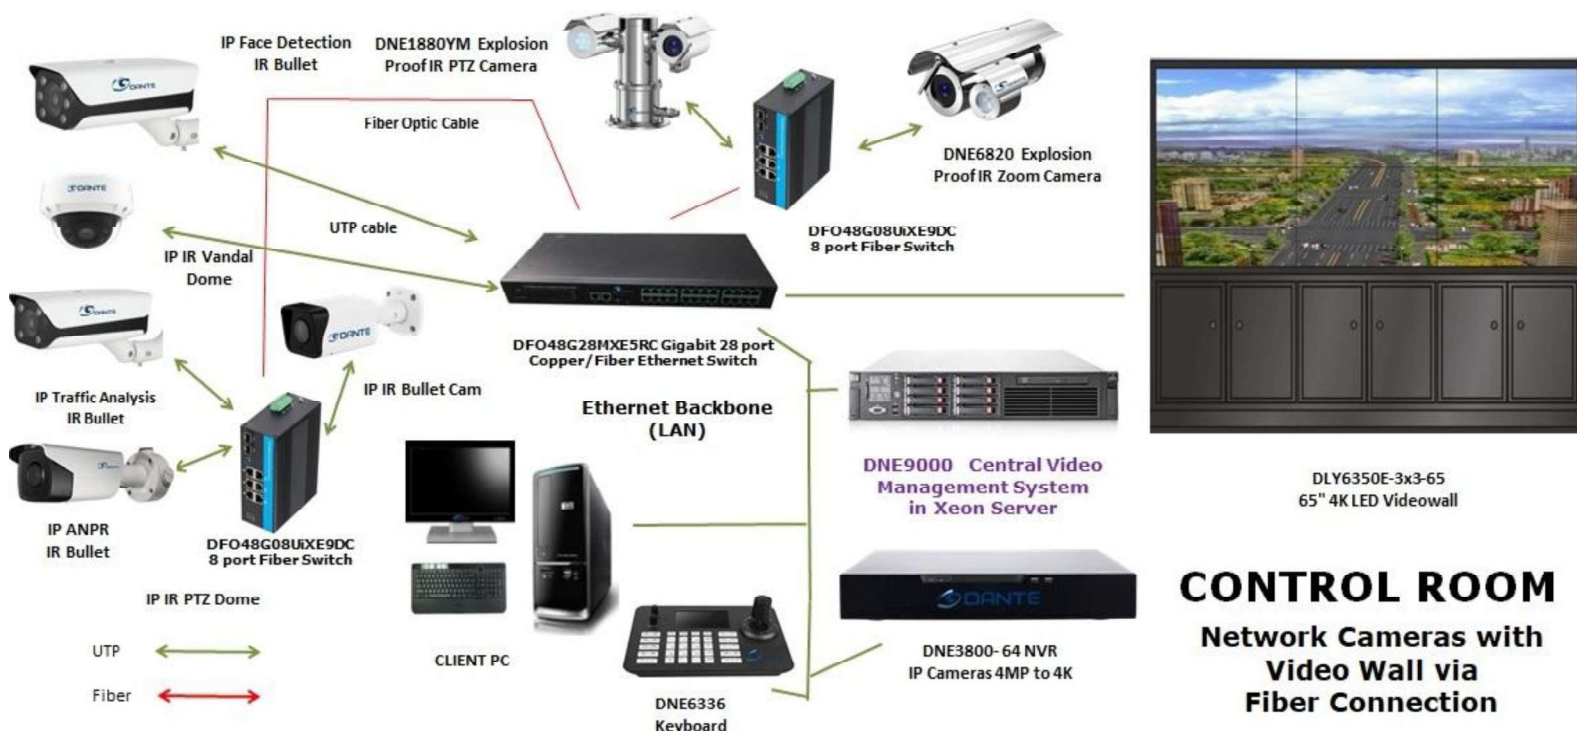 IP Face Detection
IR Bullet
DNE1880YM Explosion
Proof IR PTZ Camera
DANTE
Fiber Optic Cable
DNE6820 Explosion
Proof IR Zoom Camera
DANTE
UTP cable
DFO48G08UiXE9DC
8 port Fiber Switch
IP IR Vandal
Dome
DANTE
DANTE
DFO48G28MXE5RC Gigabit 28 port
Copper/Fiber Ethernet Switch
IP Traffic Analysis
IR Bullet
IP IR Bullet Cam
Ethernet Backbone
(LAN)
DNE9000 Central Video
Management System
in Xeon Server
DLY6350E-3x3-65
65" 4K LED Videowall
IP ANPR
IR Bullet
DFO48G08UiXE9DC
8 port Fiber Switch
IP IR PTZ Dome
DANTE
CONTROL ROOM
Network Cameras with
Video Wall via
Fiber Connection
UTP
CLIENT PC
DNE3800- 64 NVR
IP Cameras 4MP to 4K
Fiber
DNE6336
Keyboard